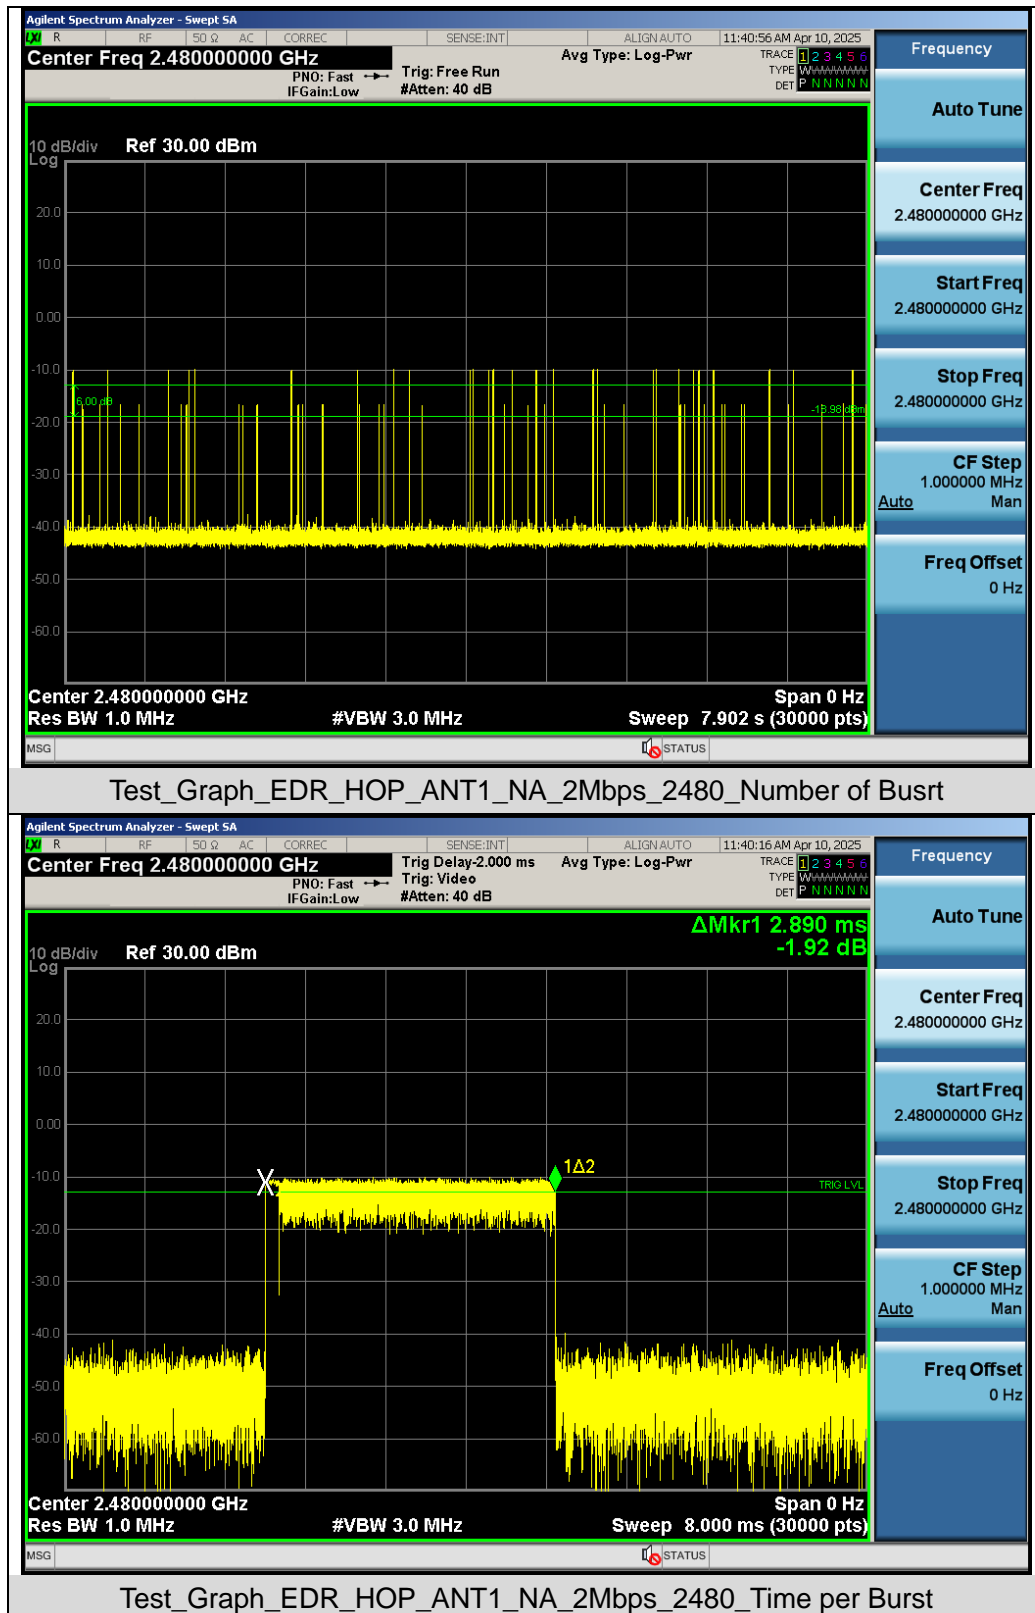 Agilent Spectrum Analyzer - Swept SA
LXI R RF 50 Ω AC CORREC SENSE:INT ALIGN AUTO 11:40:56 AM Apr 10, 2025
Center Freq 2.480000000 GHz Avg Type: Log-Pwr TRACE 1 2 3 4 5 6
PNO: Fast Trig: Free Run TYPE
IFGain:Low #Atten: 40 dB DET P N N N N N
10 dB/div Ref 30.00 dBm
Log
20.0
10.0
0.00
-10.0
6.00 dB
-20.0
-30.0
-40.0
-50.0
-60.0
Center 2.480000000 GHz Span 0 Hz
Res BW 1.0 MHz #VBW 3.0 MHz Sweep 7.902 s (30000 pts)
MSG STATUS
Frequency
Auto Tune
Center Freq
2.480000000 GHz
Start Freq
2.480000000 GHz
Stop Freq
2.480000000 GHz
CF Step
1.000000 MHz
Auto Man
Freq Offset
0 Hz
Test_Graph_EDR_HOP_ANT1_NA_2Mbps_2480_Number of Busrt
Agilent Spectrum Analyzer - Swept SA
LXI R RF 50 Ω AC CORREC SENSE:INT ALIGN AUTO 11:40:16 AM Apr 10, 2025
Center Freq 2.480000000 GHz Trig Delay-2.000 ms Avg Type: Log-Pwr TRACE 1 2 3 4 5 6
PNO: Fast Trig: Video TYPE
IFGain:Low #Atten: 40 dB DET P N N N N N
ΔMkr1 2.890 ms
-1.92 dB
10 dB/div Ref 30.00 dBm
Log
20.0
10.0
0.00
-10.0
1Δ2
TRIG LVL
-20.0
-30.0
-40.0
-50.0
-60.0
Center 2.480000000 GHz Span 0 Hz
Res BW 1.0 MHz #VBW 3.0 MHz Sweep 8.000 ms (30000 pts)
MSG STATUS
Frequency
Auto Tune
Center Freq
2.480000000 GHz
Start Freq
2.480000000 GHz
Stop Freq
2.480000000 GHz
CF Step
1.000000 MHz
Auto Man
Freq Offset
0 Hz
Test_Graph_EDR_HOP_ANT1_NA_2Mbps_2480_Time per Burst